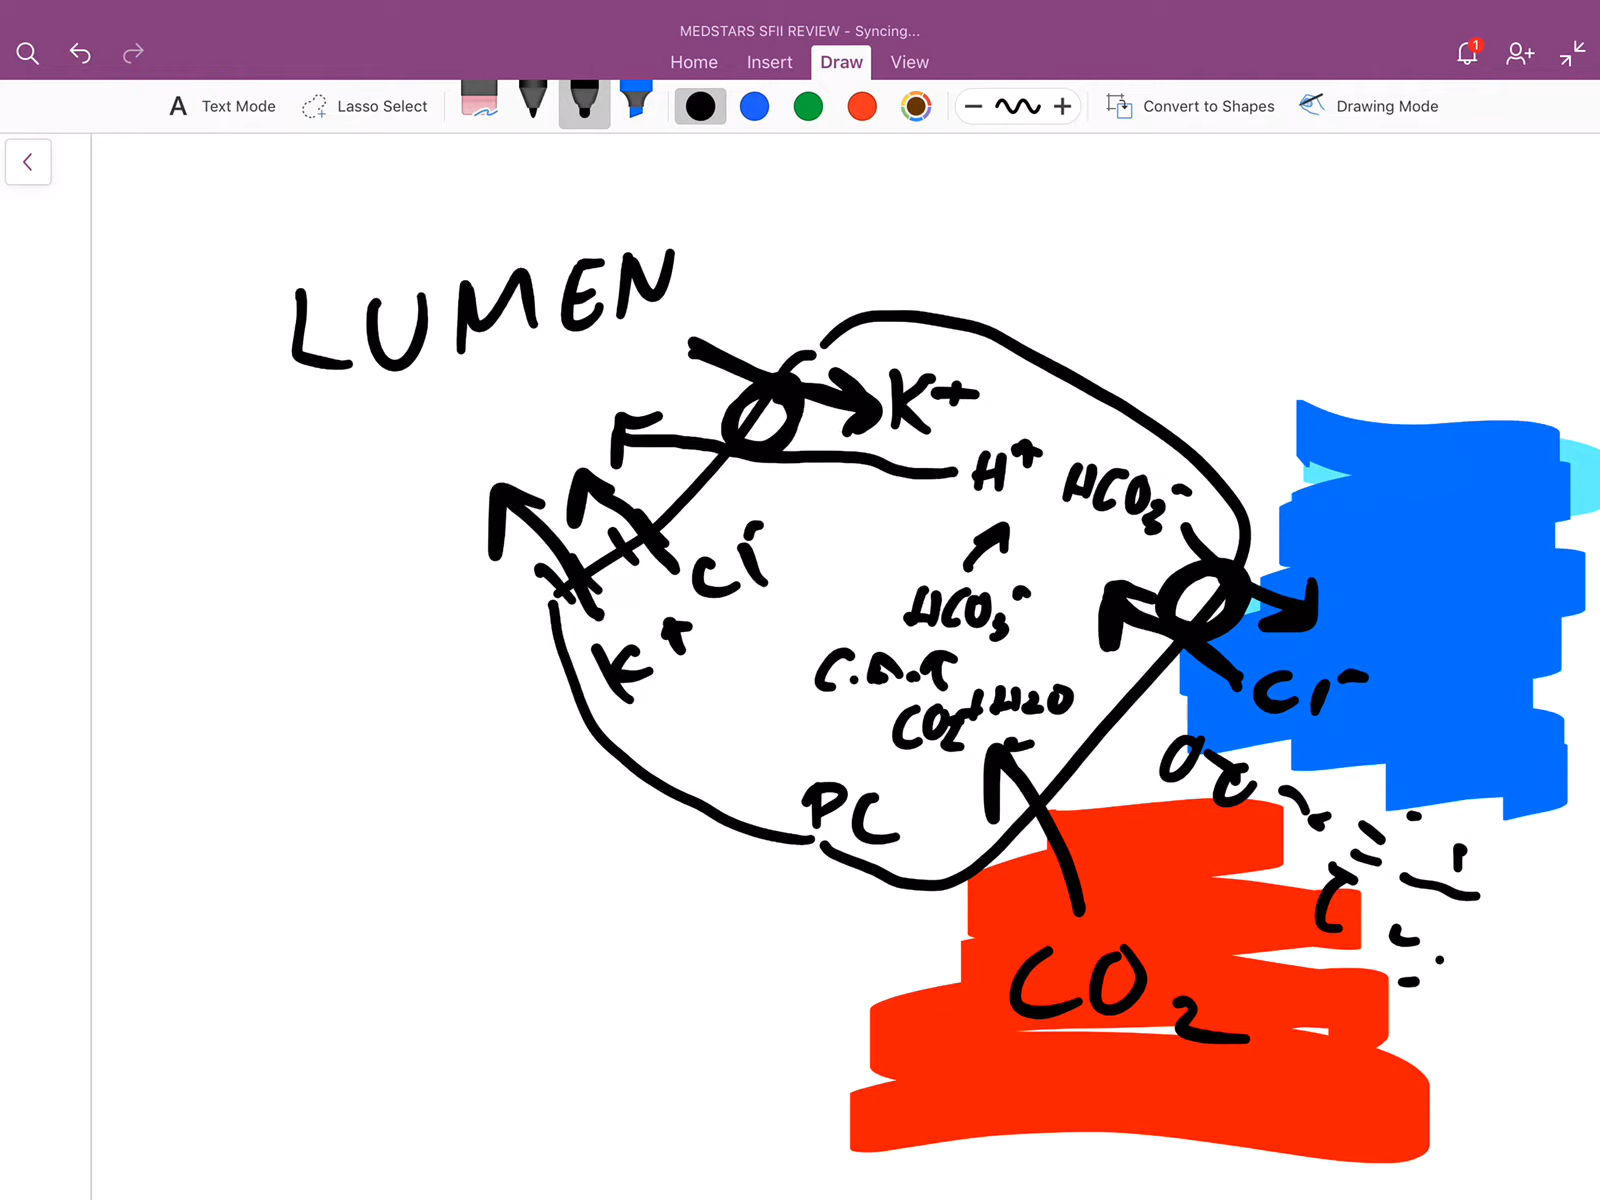 MEDSTARS SFII REVIEW - Syncing...
Home Insert Draw View
1
A Text Mode Lasso Select Convert to Shapes Drawing Mode
LUMEN
K+
H+
HCO3-
Cl-
K+
HCO3-
CO2+H2O
Cl-
PC
CO2